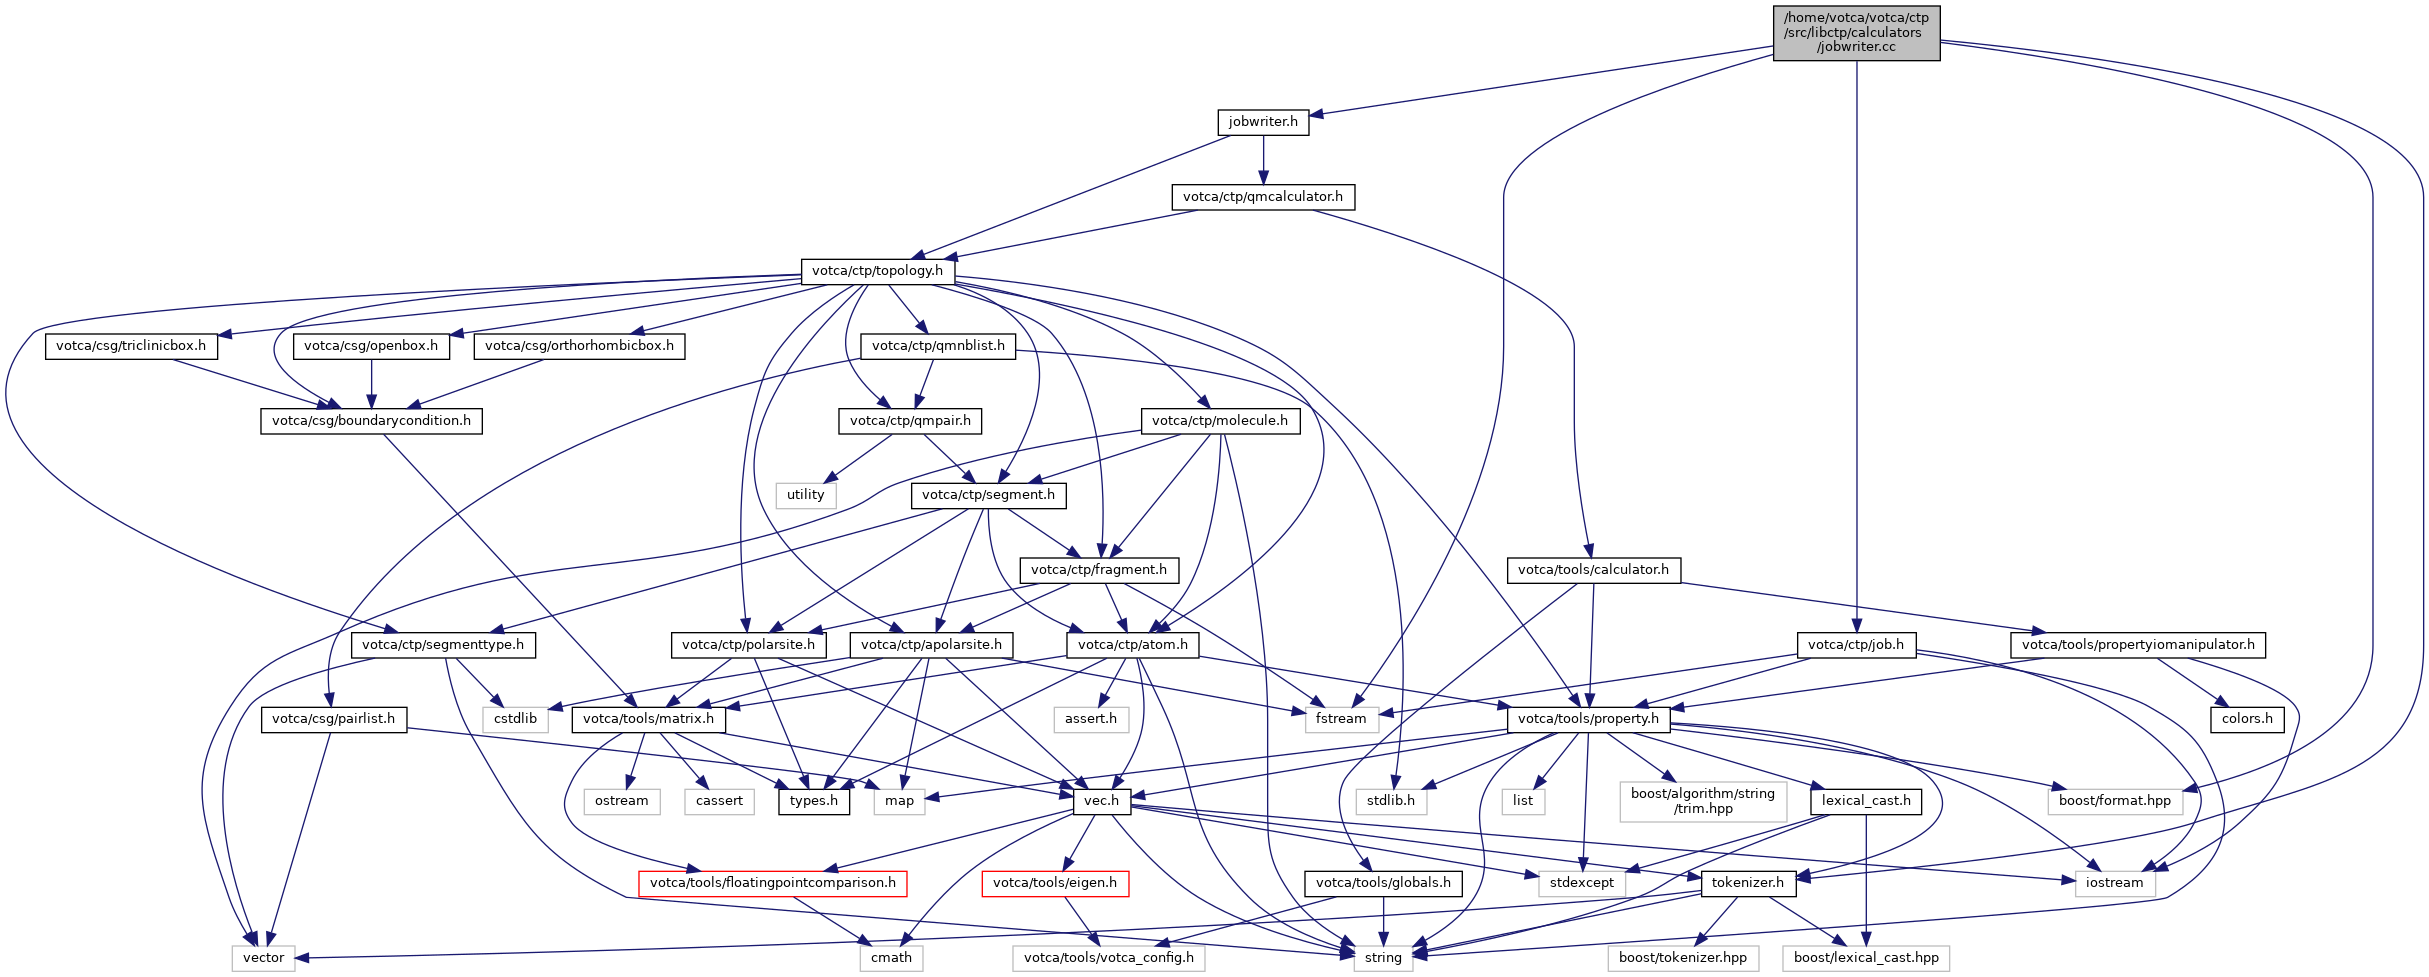 /home/votca/votca/ctp
/src/libctp/calculators
/jobwriter.cc
jobwriter.h
votca/ctp/qmcalculator.h
votca/ctp/topology.h
votca/csg/triclinicbox.h
votca/csg/openbox.h
votca/csg/orthorhombicbox.h
votca/ctp/qmnblist.h
votca/csg/boundarycondition.h
votca/ctp/qmpair.h
votca/ctp/molecule.h
utility
votca/ctp/segment.h
votca/ctp/fragment.h
votca/tools/calculator.h
votca/ctp/segmenttype.h
votca/ctp/polarsite.h
votca/ctp/apolarsite.h
votca/ctp/atom.h
votca/ctp/job.h
votca/tools/propertyiomanipulator.h
votca/csg/pairlist.h
cstdlib
votca/tools/matrix.h
assert.h
fstream
votca/tools/property.h
colors.h
ostream
cassert
types.h
map
vec.h
stdlib.h
list
boost/algorithm/string
/trim.hpp
lexical_cast.h
boost/format.hpp
votca/tools/floatingpointcomparison.h
votca/tools/eigen.h
votca/tools/globals.h
stdexcept
tokenizer.h
iostream
vector
cmath
votca/tools/votca_config.h
string
boost/tokenizer.hpp
boost/lexical_cast.hpp